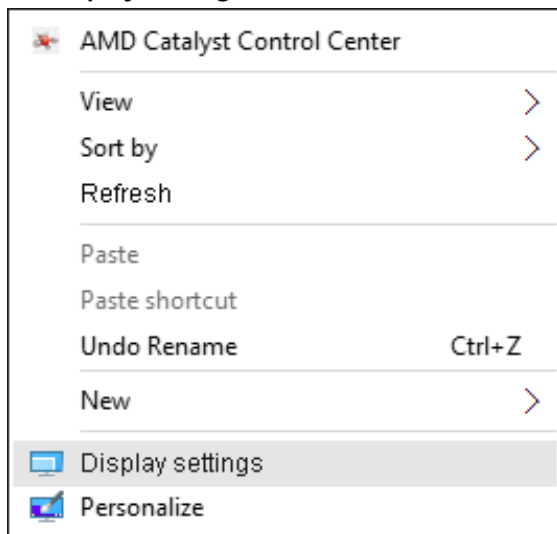 AMD Catalyst Control Center
View
Sort by
Refresh
Paste
Paste shortcut
Undo Rename Ctrl+Z
New
Display settings
Personalize